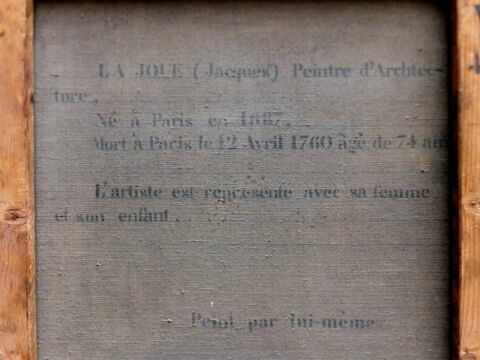 LA JOUE (Jacques) Peintre d'Architec-
ture,
Né à Paris en 1687,
Mort à Paris le 12 Avril 1760 âgé de 74 an
L'artiste est représenté avec sa femme
et son enfant.
Peint par lui-même